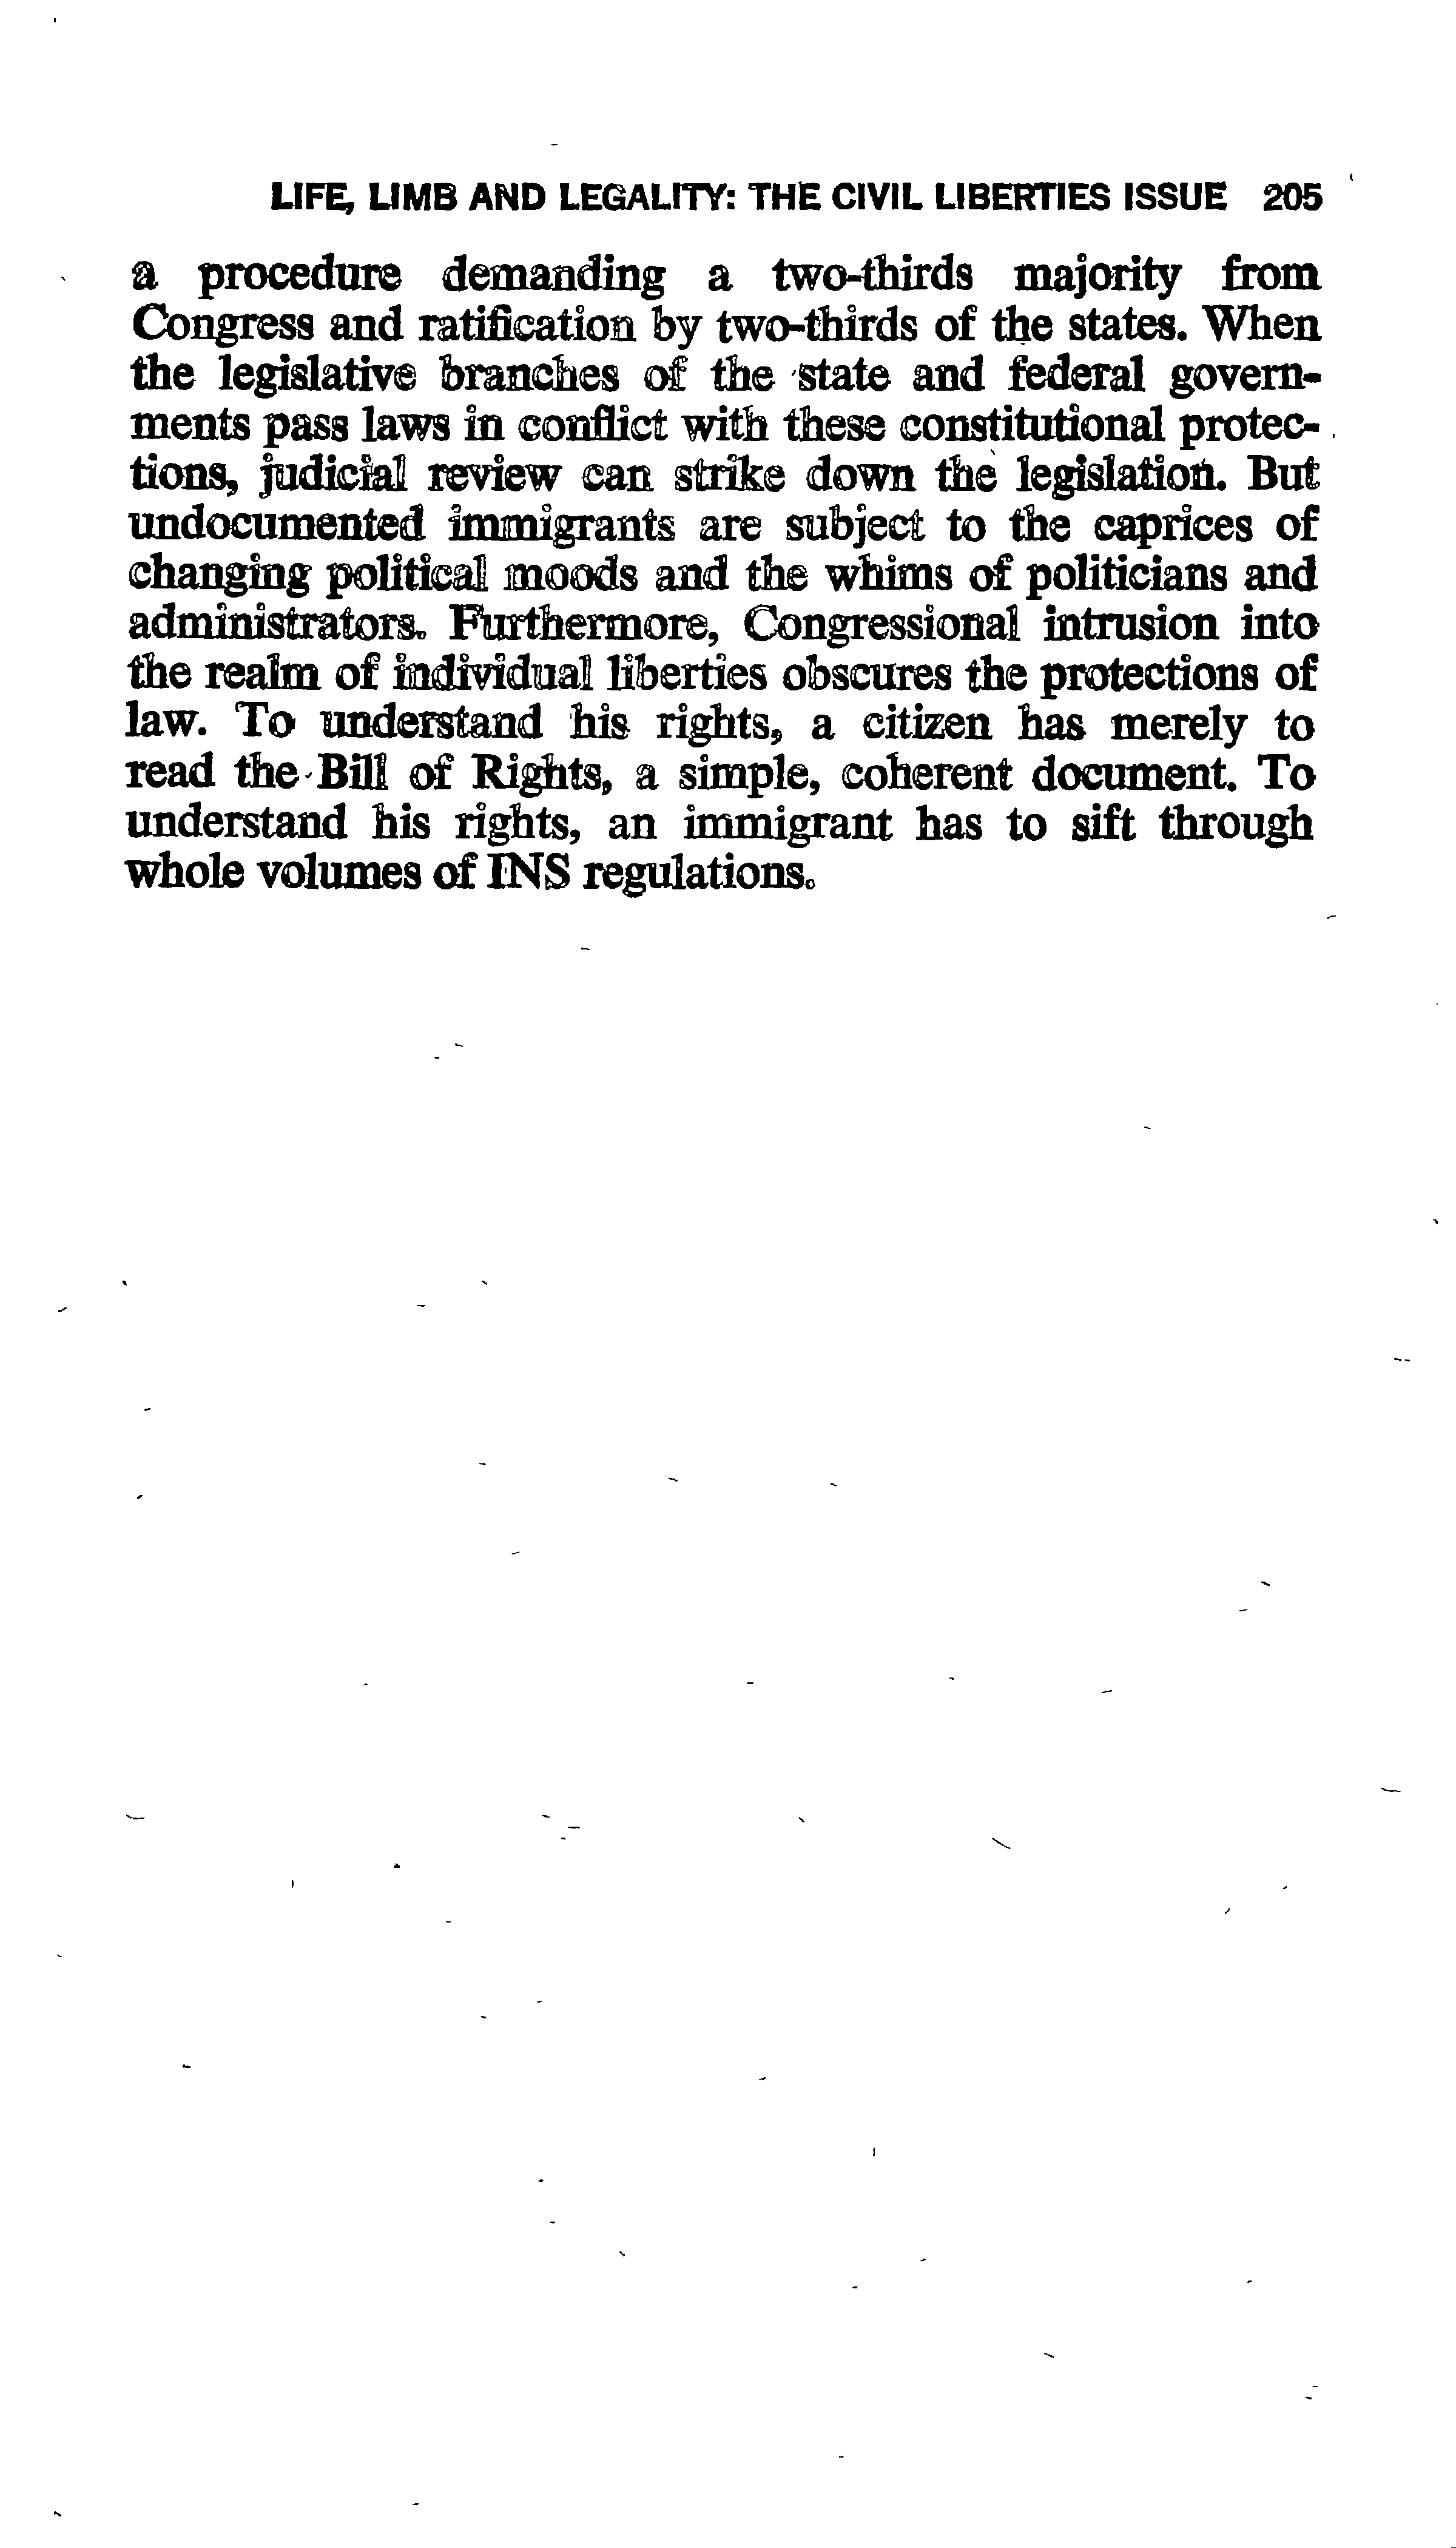 LIFE, LIMB AND LEGALITY: THE CIVIL LIBERTIES ISSUE 205
a procedure demanding a two-thirds majority from
Congress and ratification by two-thirds of the states. When
the legislative branches of the state and federal govern-
ments pass laws in conflict with these constitutional protec-
tions, judicial review can strike down the legislation. But
undocumented immigrants are subject to the caprices of
changing political moods and the whims of politicians and
administrators. Furthermore, Congressional intrusion into
the realm of individual liberties obscures the protections of
law. To understand his rights, a citizen has merely to
read the Bill of Rights, a simple, coherent document. To
understand his rights, an immigrant has to sift through
whole volumes of INS regulations.